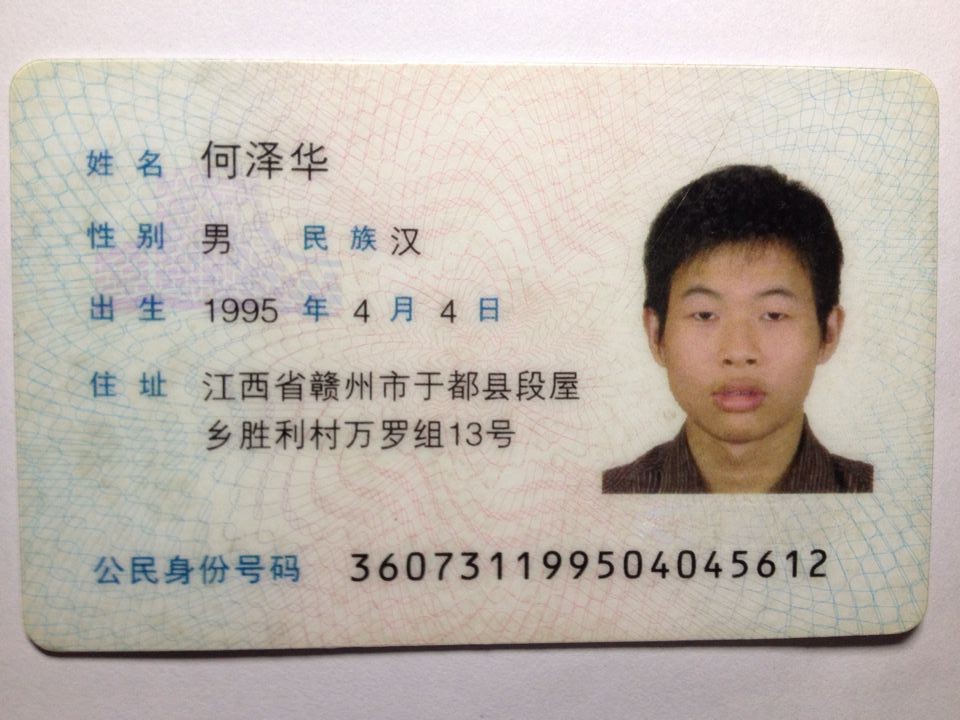 姓名 何泽华
性别 男 民族 汉
出生 1995 年 4 月 4 日
住址 江西省赣州市于都县段屋
乡胜利村万罗组13号
公民身份号码 360731199504045612